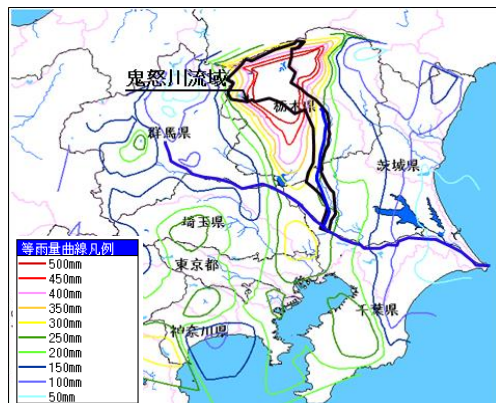 鬼怒川流域
栃木県
群馬県
茨城県
埼玉県
東京都
千葉県
神奈川県
等雨量曲線凡例
500mm
450mm
400mm
350mm
300mm
250mm
200mm
150mm
100mm
50mm